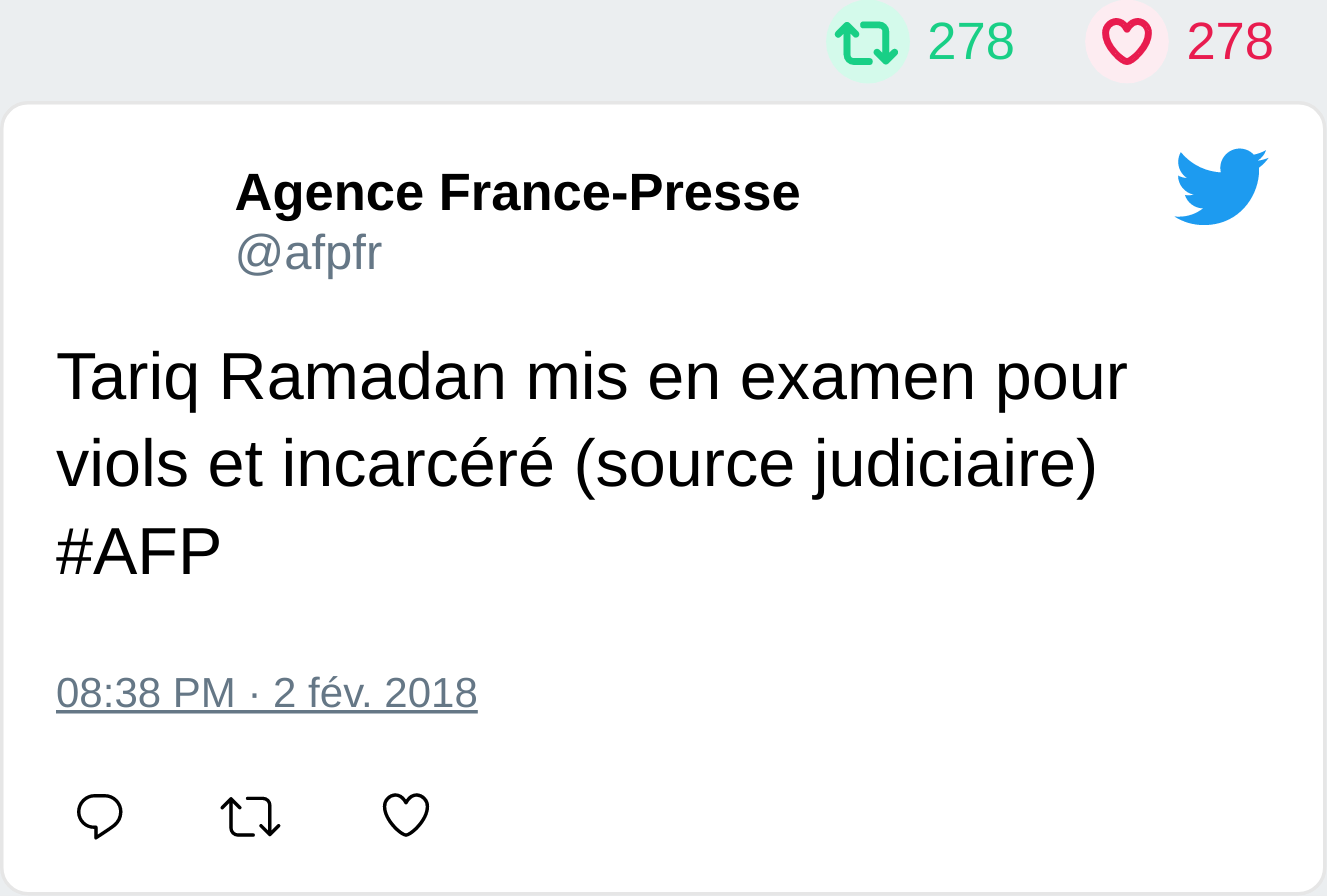 278 278
Agence France-Presse
@afpfr
Tariq Ramadan mis en examen pour
viols et incarcéré (source judiciaire)
#AFP
08:38 PM · 2 fév. 2018